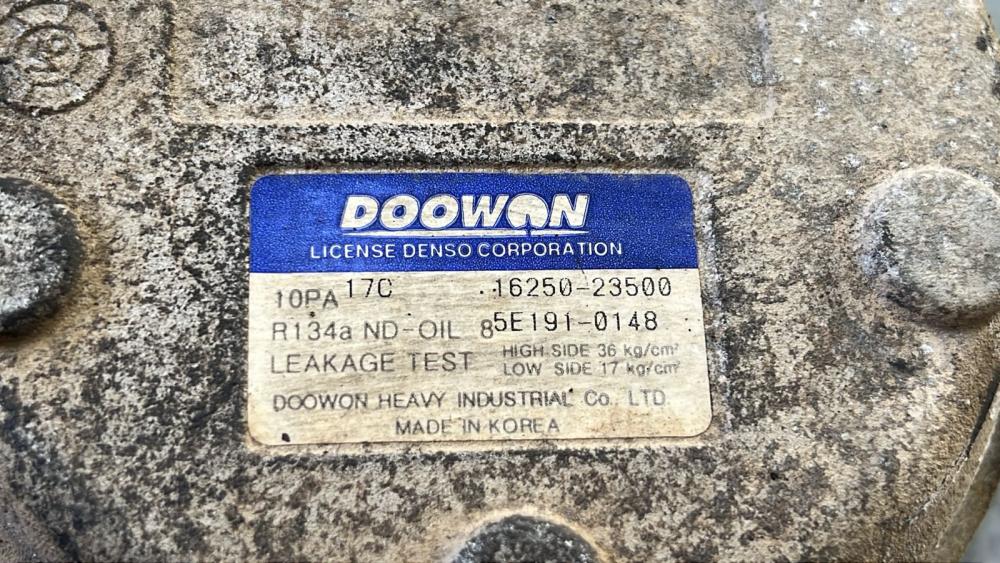 DOOWON
LICENSE DENSO CORPORATION
10PA 17C 16250-23500
R134a ND-OIL 8 5E191-0148
LEAKAGE TEST HIGH SIDE 36 kg/cm²
LOW SIDE 17 kg/cm²
DOOWON HEAVY INDUSTRIAL Co., LTD.
MADE IN KOREA